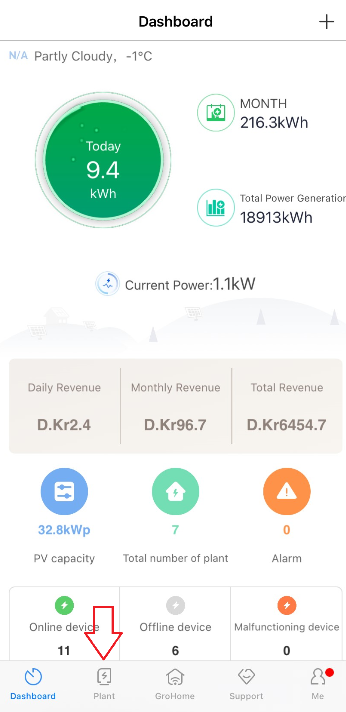 Dashboard
N/A Partly Cloudy, -1°C
Today
9.4
kWh
MONTH
216.3kWh
Total Power Generation
18913kWh
Current Power:1.1kW
Daily Revenue
D.Kr2.4
Monthly Revenue
D.Kr96.7
Total Revenue
D.Kr6454.7
32.8kWp
PV capacity
7
Total number of plant
0
Alarm
Online device
11
Offline device
6
Malfunctioning device
0
Dashboard
Plant
GroHome
Support
Me